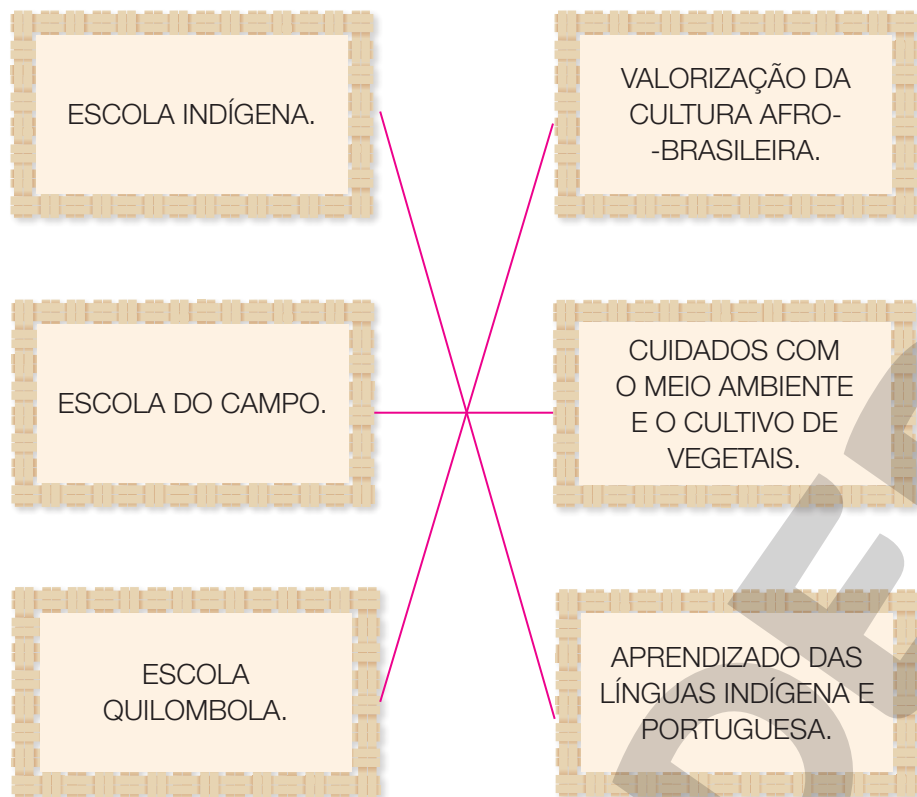 ESCOLA INDÍGENA.
VALORIZAÇÃO DA
CULTURA AFRO-
-BRASILEIRA.
ESCOLA DO CAMPO.
CUIDADOS COM
O MEIO AMBIENTE
E O CULTIVO DE
VEGETAIS.
ESCOLA
QUILOMBOLA.
APRENDIZADO DAS
LÍNGUAS INDÍGENA E
PORTUGUESA.